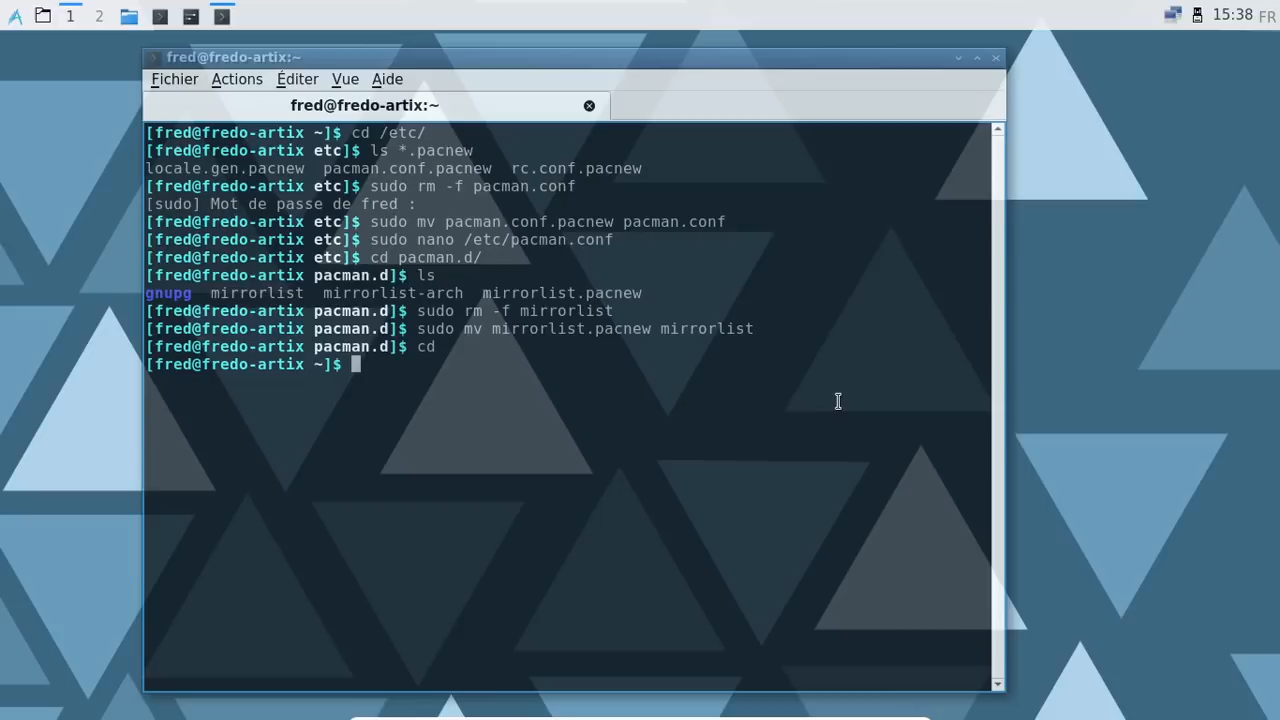 1 2 15:38 FR
fred@fredo-artix:~
Fichier Actions Éditer Vue Aide
fred@fredo-artix:~
[fred@fredo-artix ~]$ cd /etc/
[fred@fredo-artix etc]$ ls *.pacnew
locale.gen.pacnew  pacman.conf.pacnew  rc.conf.pacnew
[fred@fredo-artix etc]$ sudo rm -f pacman.conf
[sudo] Mot de passe de fred :
[fred@fredo-artix etc]$ sudo mv pacman.conf.pacnew pacman.conf
[fred@fredo-artix etc]$ sudo nano /etc/pacman.conf
[fred@fredo-artix etc]$ cd pacman.d/
[fred@fredo-artix pacman.d]$ ls
gnupg  mirrorlist  mirrorlist-arch  mirrorlist.pacnew
[fred@fredo-artix pacman.d]$ sudo rm -f mirrorlist
[fred@fredo-artix pacman.d]$ sudo mv mirrorlist.pacnew mirrorlist
[fred@fredo-artix pacman.d]$ cd
[fred@fredo-artix ~]$